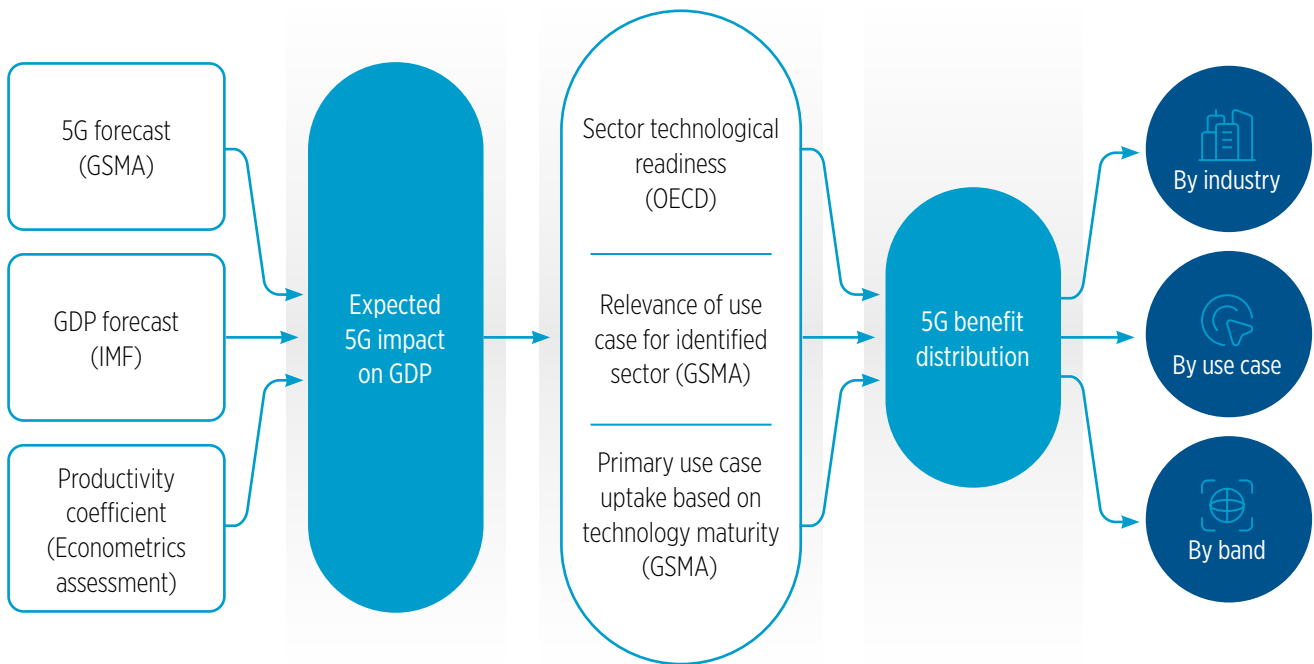 5G forecast
(GSMA)
GDP forecast
(IMF)
Productivity
coefficient
(Econometrics
assessment)
Expected
5G impact
on GDP
Sector technological
readiness
(OECD)
Relevance of use
case for identified
sector (GSMA)
Primary use case
uptake based on
technology maturity
(GSMA)
5G benefit
distribution
By industry
By use case
By band